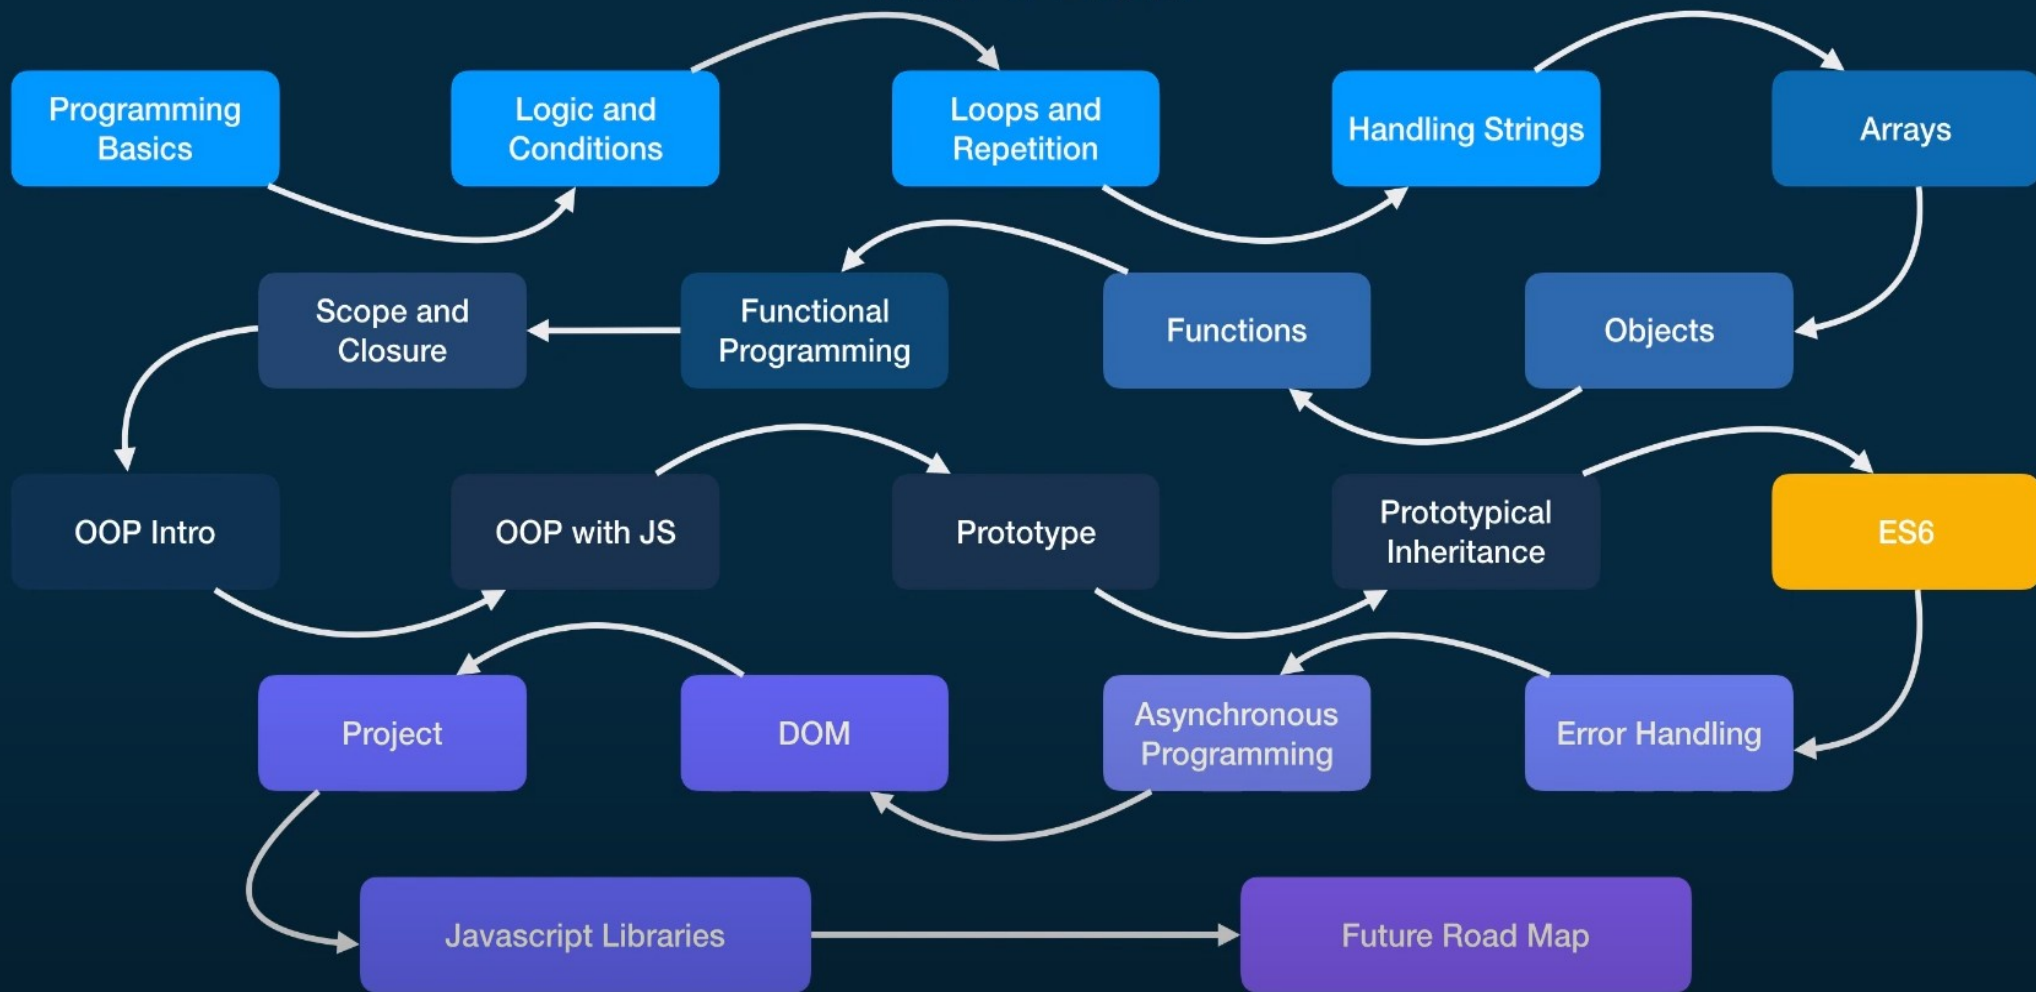 Programming
Basics
Logic and
Conditions
Loops and
Repetition
Handling Strings
Arrays
Scope and
Closure
Functional
Programming
Functions
Objects
OOP Intro
OOP with JS
Prototype
Prototypical
Inheritance
ES6
Project
DOM
Asynchronous
Programming
Error Handling
Javascript Libraries
Future Road Map